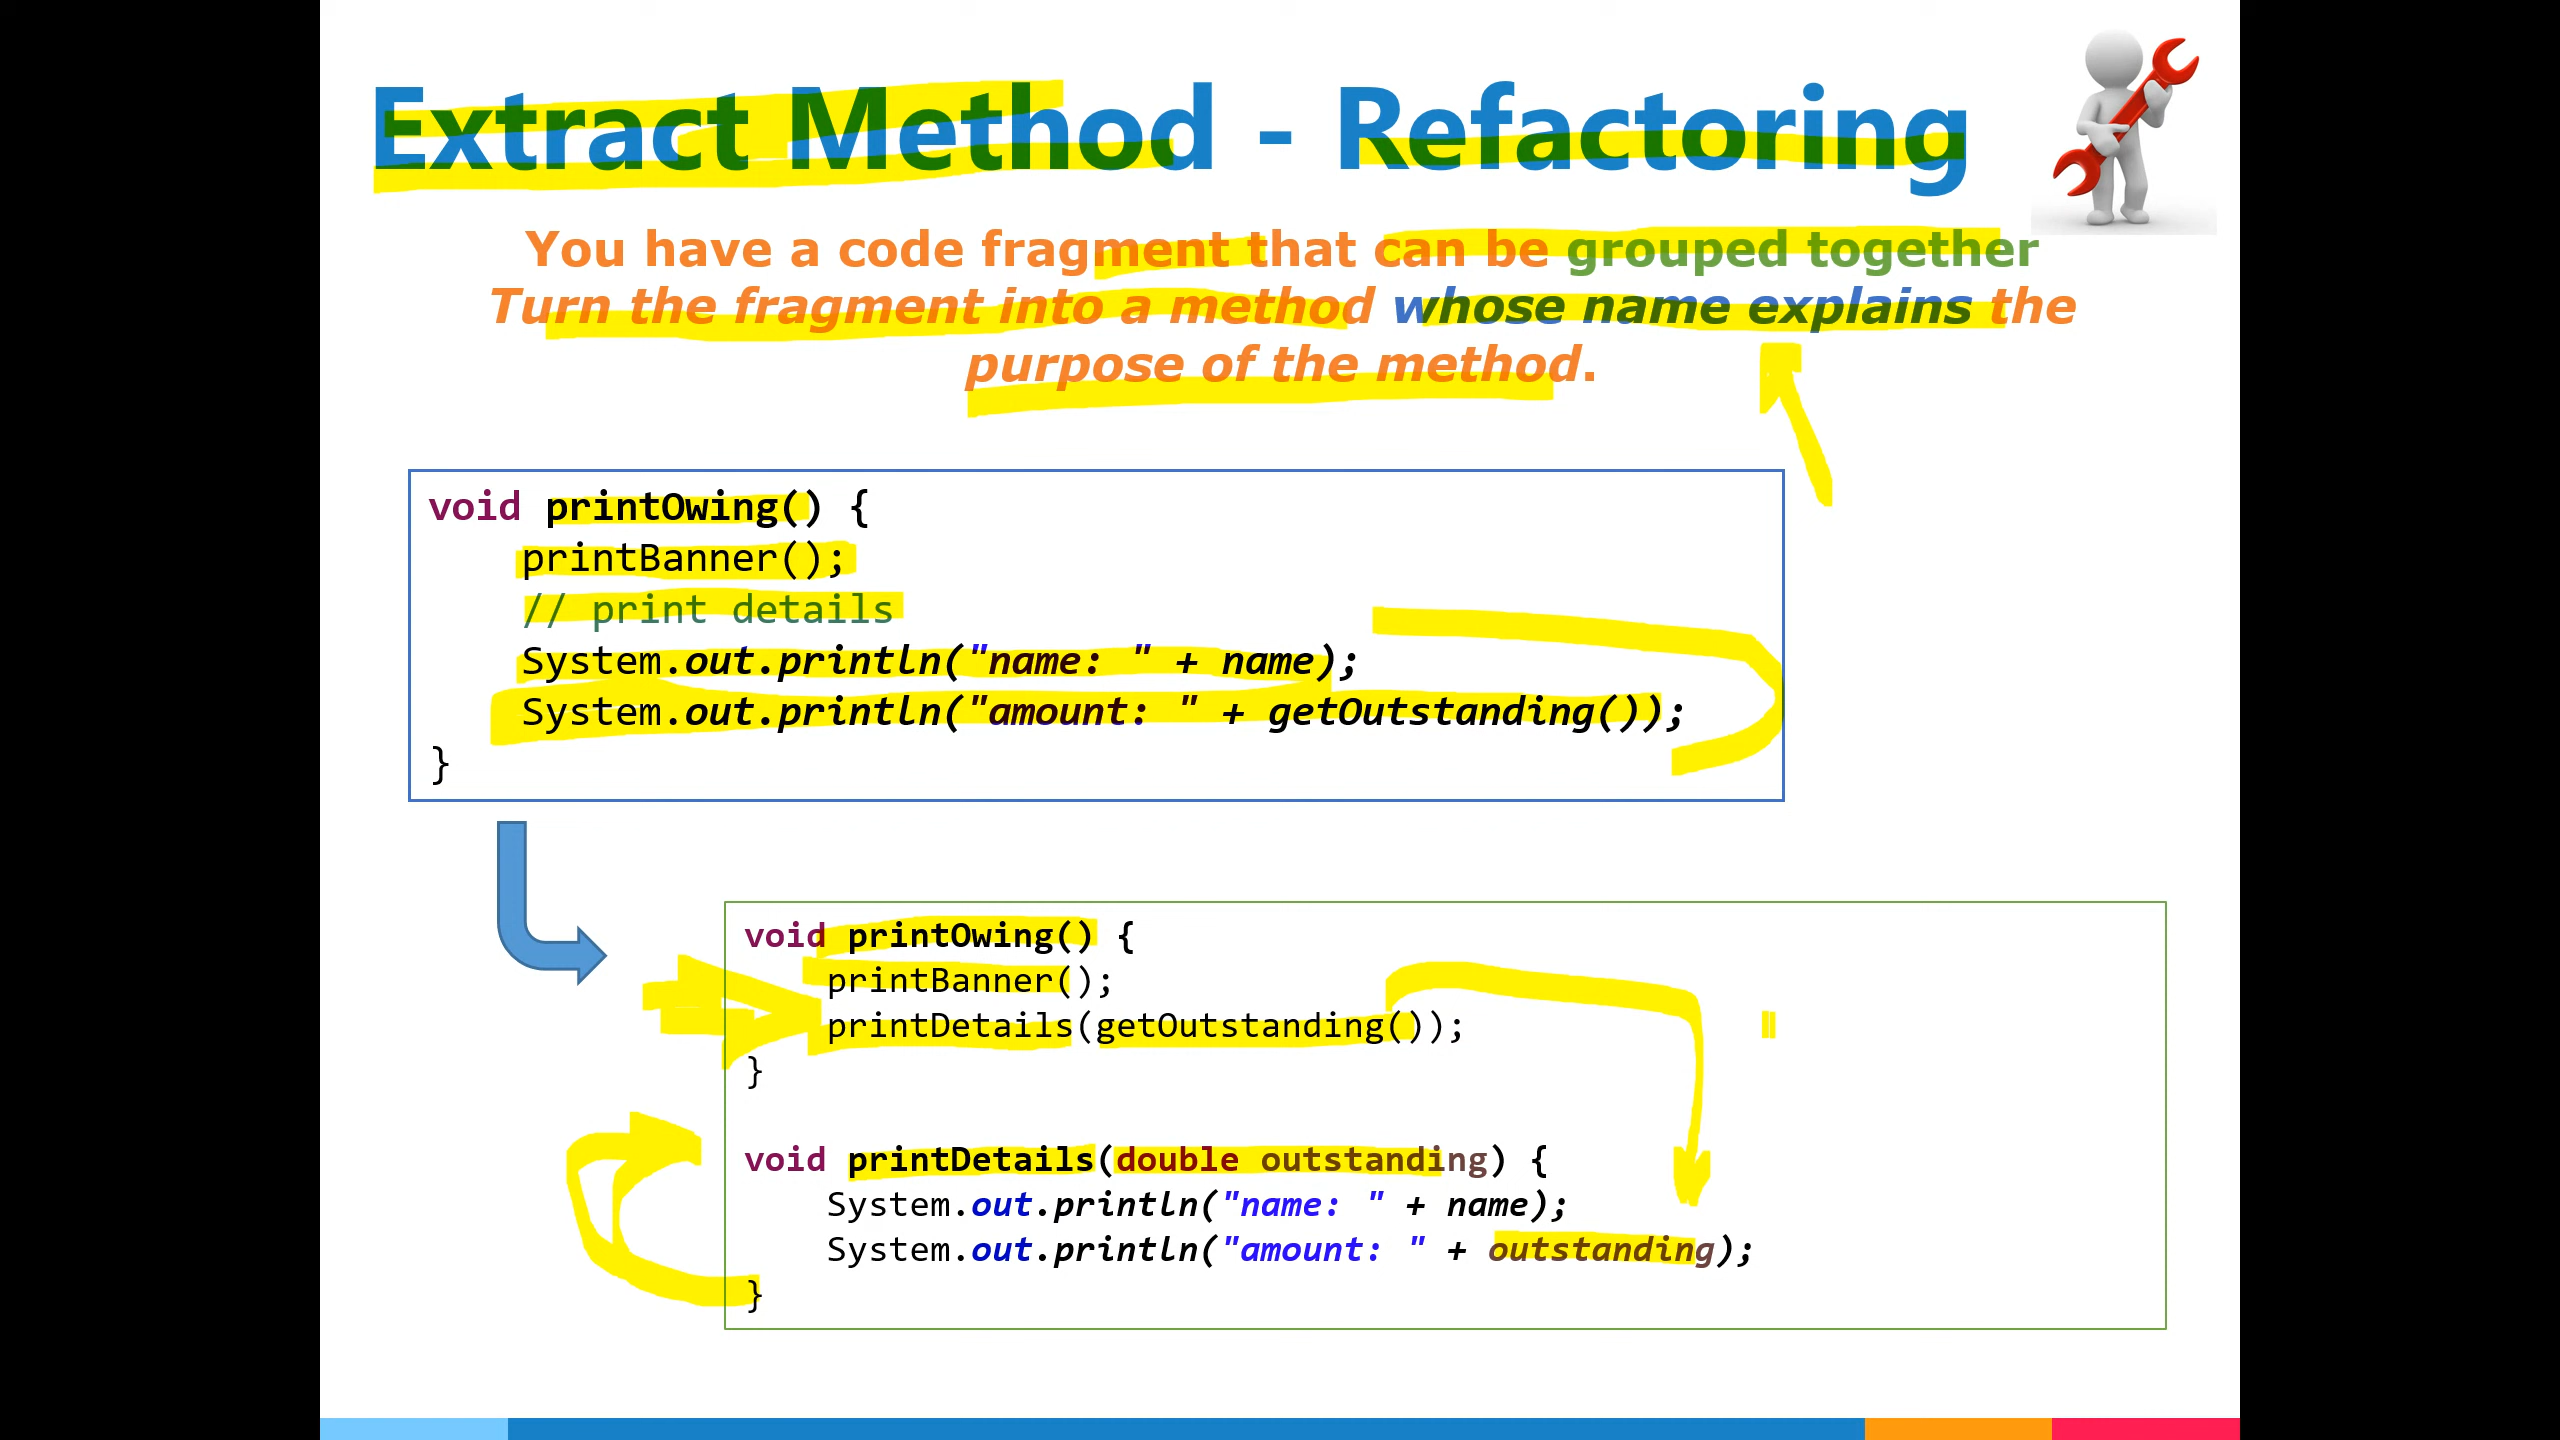 Extract Method - Refactoring
You have a code fragment that can be grouped together
Turn the fragment into a method whose name explains the
purpose of the method.
void printOwing() {
    printBanner();
    // print details
    System.out.println("name: " + name);
    System.out.println("amount: " + getOutstanding());
}
void printOwing() {
    printBanner();
    printDetails(getOutstanding());
}
void printDetails(double outstanding) {
    System.out.println("name: " + name);
    System.out.println("amount: " + outstanding);
}